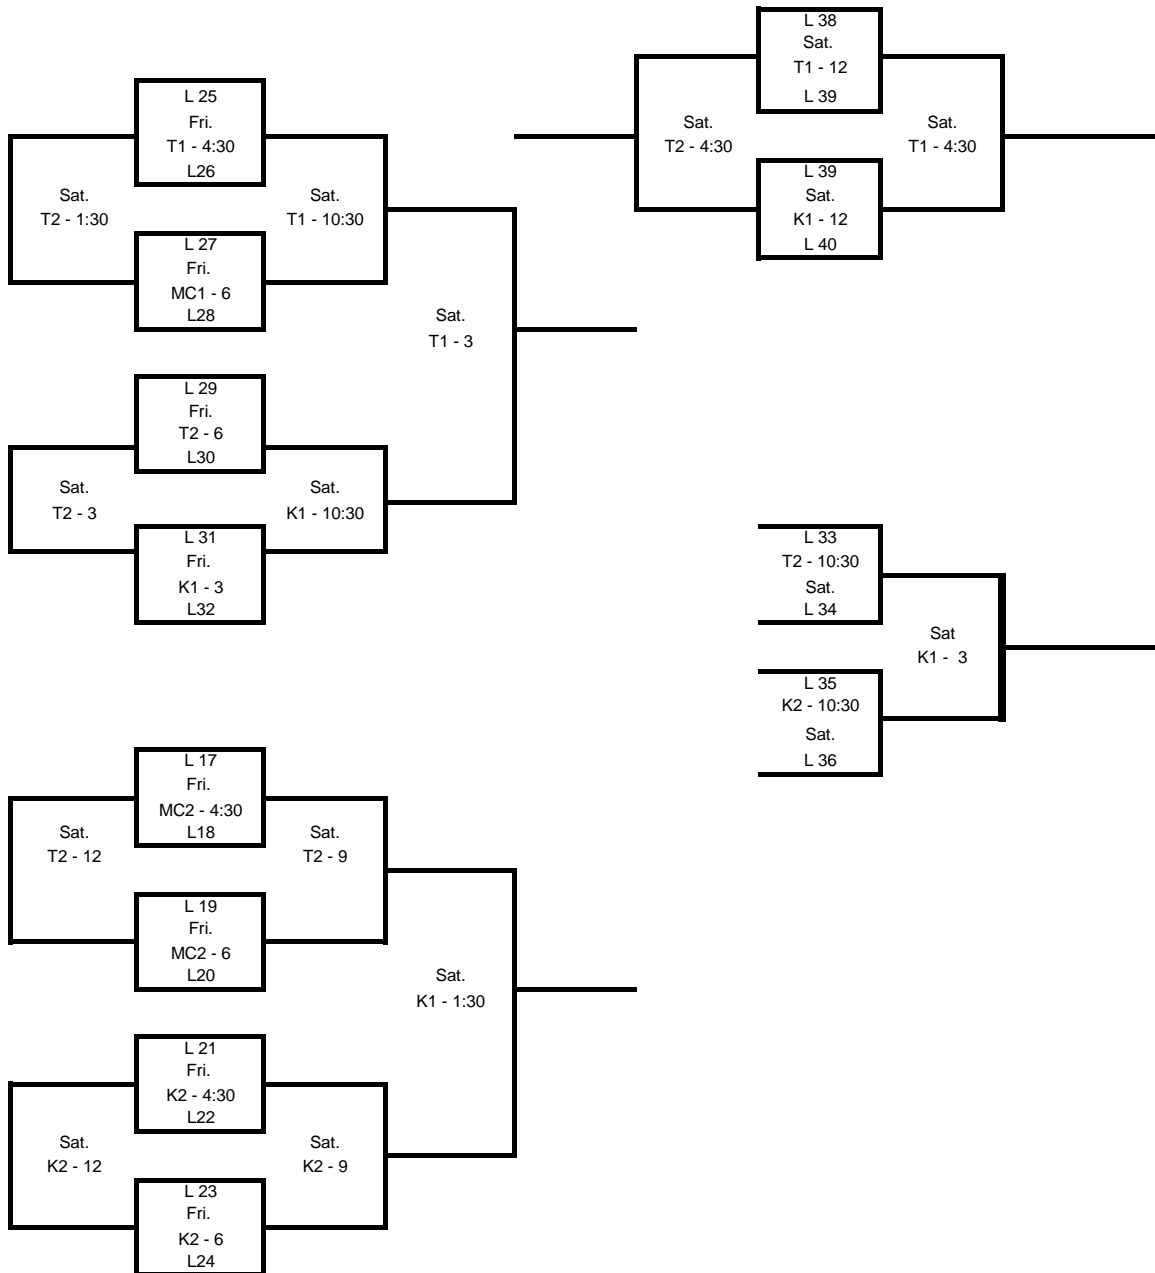 L 38
Sat.
T1 - 12
L 39
Sat.
T2 - 4:30
Sat.
T1 - 4:30
L 39
Sat.
K1 - 12
L 40
L 25
Fri.
T1 - 4:30
L26
Sat.
T2 - 1:30
Sat.
T1 - 10:30
L 27
Fri.
MC1 - 6
L28
Sat.
T1 - 3
L 29
Fri.
T2 - 6
L30
Sat.
T2 - 3
Sat.
K1 - 10:30
L 31
Fri.
K1 - 3
L32
L 33
T2 - 10:30
Sat.
L 34
Sat
K1 - 3
L 35
K2 - 10:30
Sat.
L 36
L 17
Fri.
MC2 - 4:30
L18
Sat.
T2 - 12
Sat.
T2 - 9
L 19
Fri.
MC2 - 6
L20
Sat.
K1 - 1:30
L 21
Fri.
K2 - 4:30
L22
Sat.
K2 - 12
Sat.
K2 - 9
L 23
Fri.
K2 - 6
L24